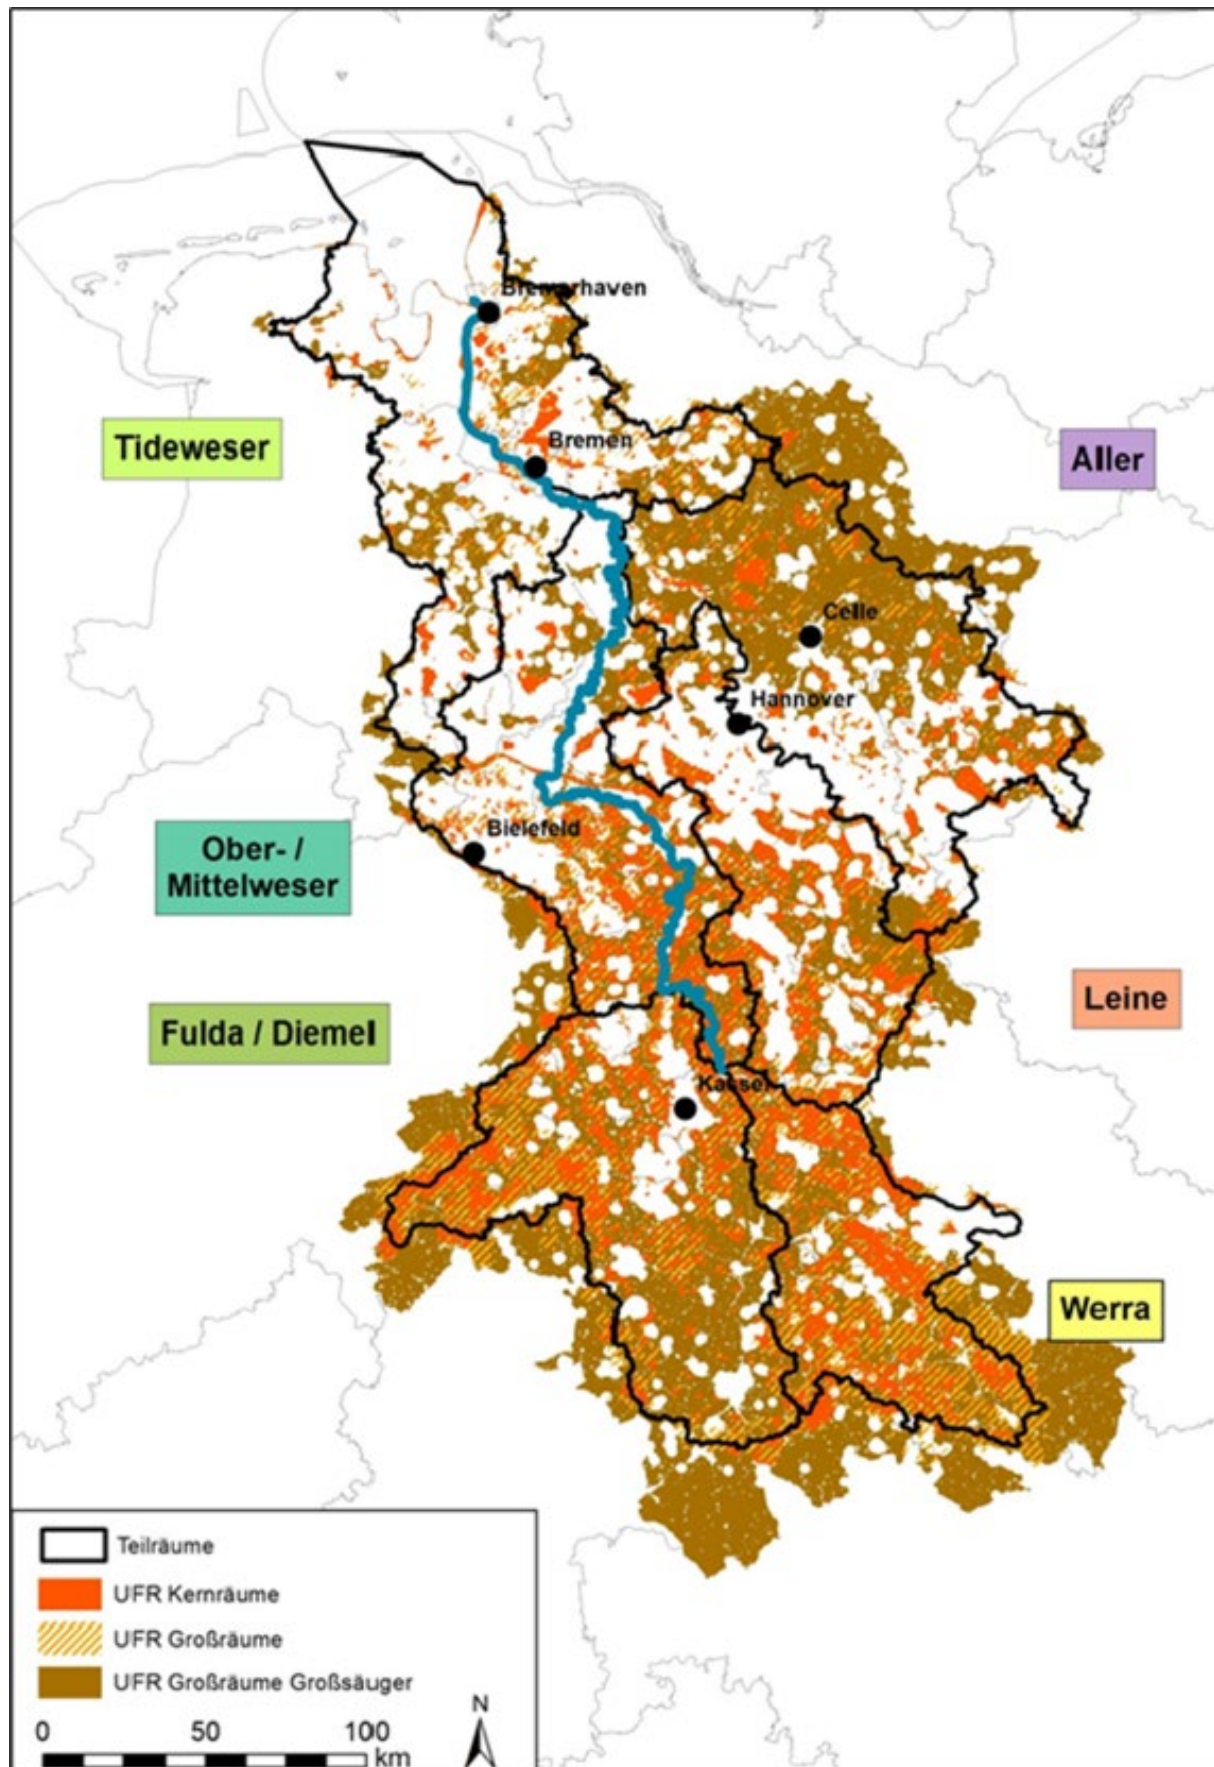 Bremerhaven
Tideweser
Bremen
Aller
Celle
Hannover
Ober- /
Mittelweser
Bielefeld
Fulda / Diemel
Leine
Kassel
Werra
Teilräume
UFR Kernräume
UFR Großräume
UFR Großräume Großsäuger
N
0 50 100
km